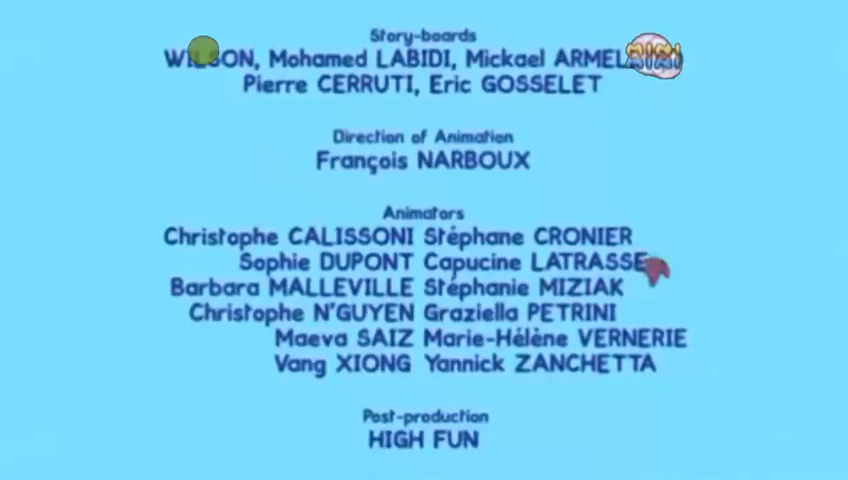 Story-boards
WILSON, Mohamed LABIDI, Mickael
Pierre CERRUTI, Eric GOSSELET
Direction of Animation
François NARBOUX
Animators
Christophe CALISSONI Stéphane CRONIER
Sophie DUPONT Capucine LATRASSE
Barbara MALLEVILLE Stéphanie MIZIAK
Christophe N'GUYEN Graziella PETRINI
Maeva SAIZ Marie-Hélène VERNERIE
Vang XIONG Yannick ZANCHETTA
Post-production
HIGH FUN